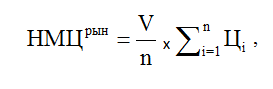 НМЦ^рын = V/n × ∑_{i=1}^{n} Ц_i ,